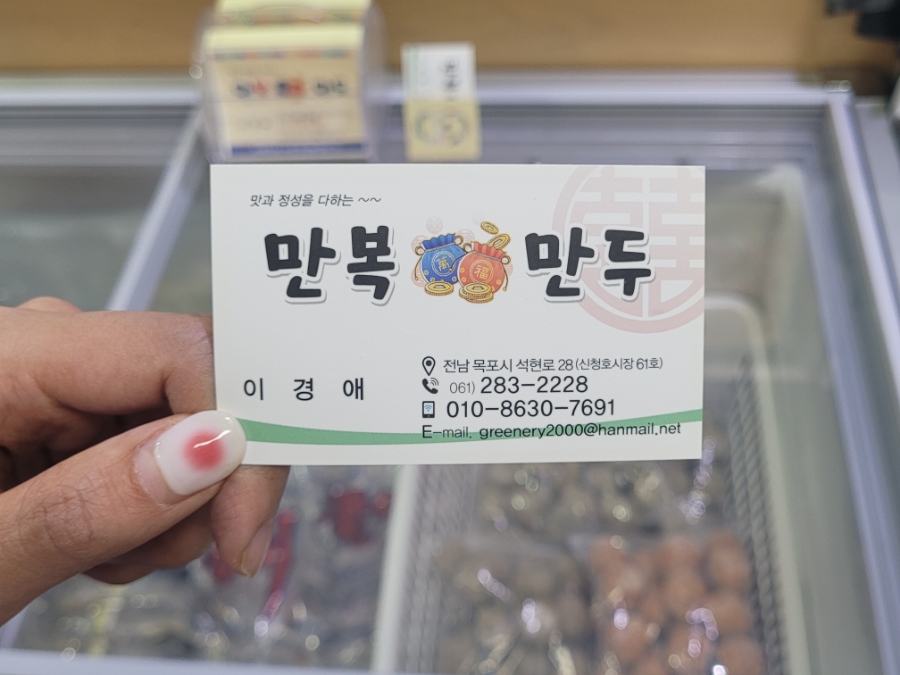 맛과 정성을 다하는 ~~
만복 萬 福 만두
이 경 애
전남 목포시 석현로 28 (신청호시장 61호)
061) 283-2228
010-8630-7691
E-mail. greenery2000@hanmail.net